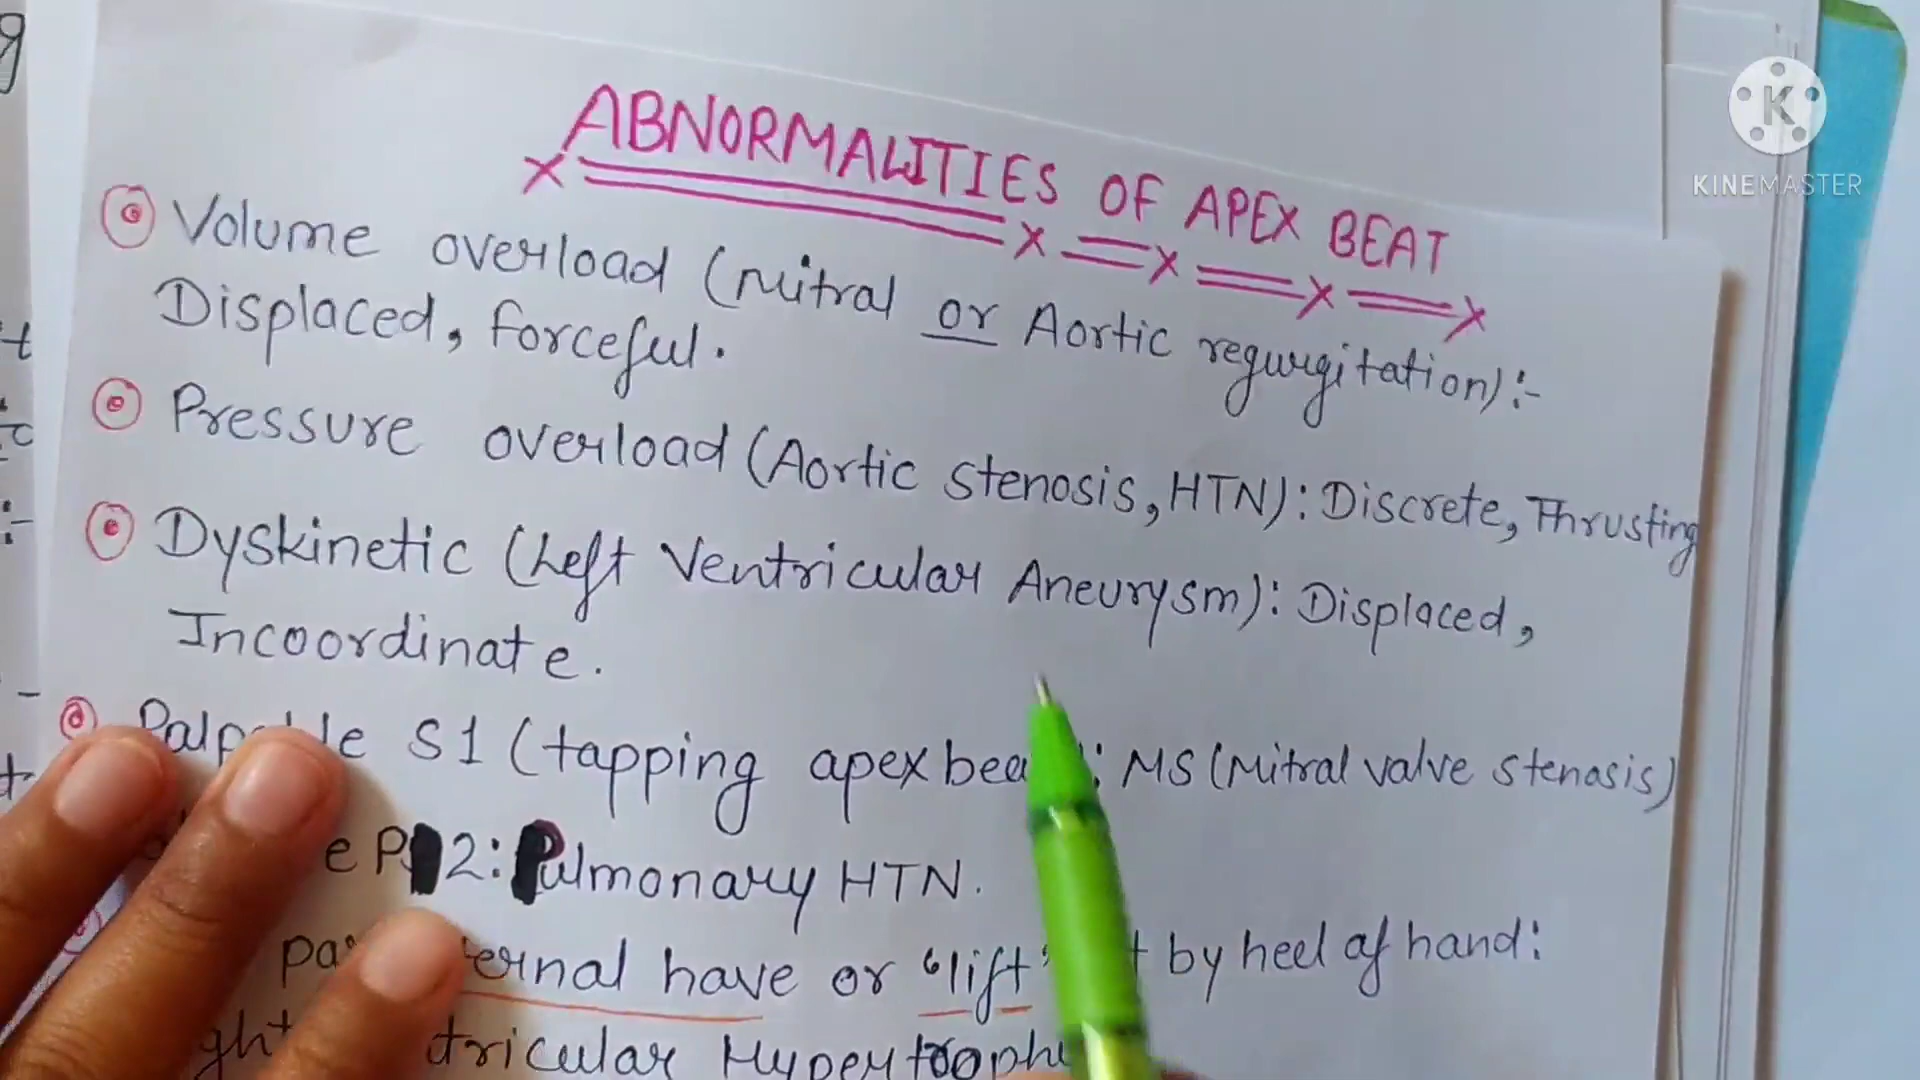 ABNORMALITIES OF APEX BEAT
Volume overload (Mitral or Aortic regurgitation):-
Displaced, forceful.
Pressure overload (Aortic stenosis, HTN): Discrete, Thrusting
Dyskinetic (Left Ventricular Aneurysm): Displaced,
Incoordinate.
S1 (tapping apex : MS (Mitral valve stenosis)
2: Pulmonary HTN.
have or "lift" by heel of hand:
KINEMASTER